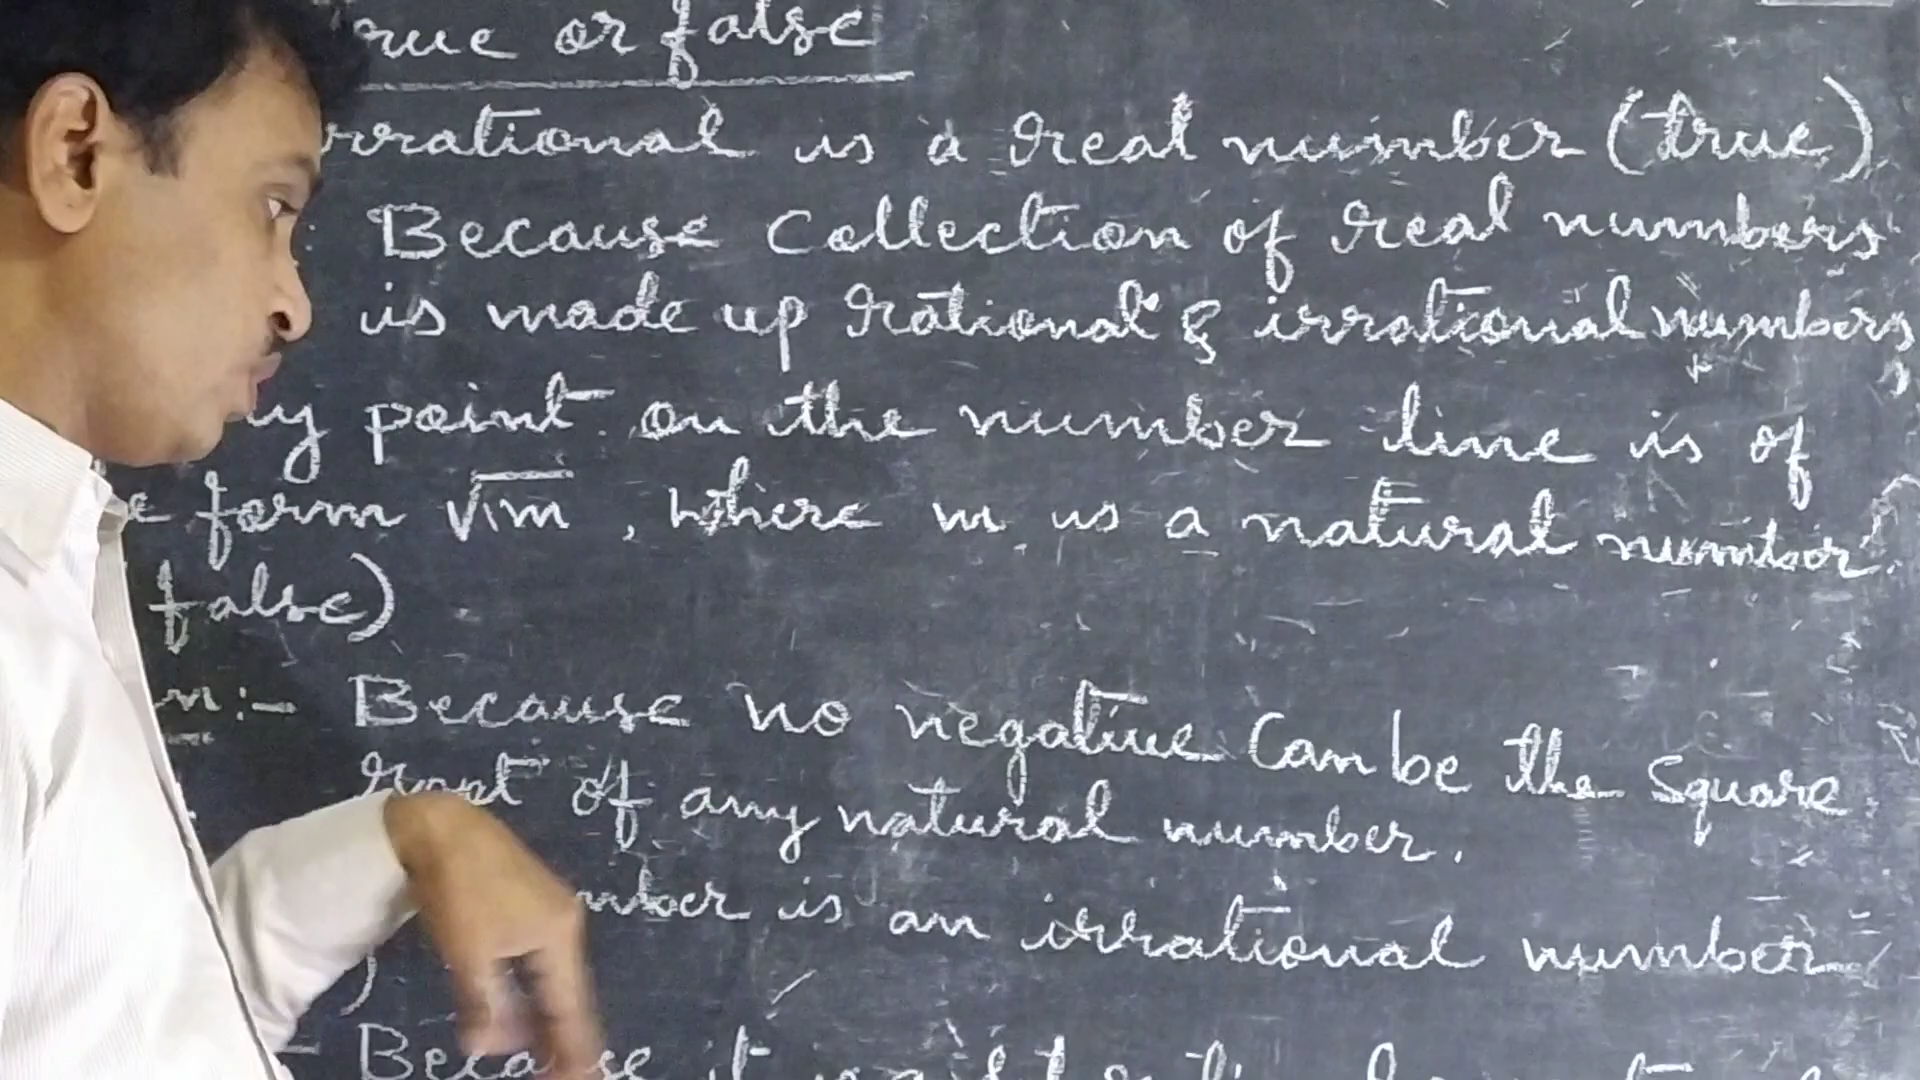 rue or false
rrational is a real number (true)
: Because collection of real numbers
is made up rational & irrational numbers
ny point on the number line is of
e form √m, where m is a natural number.
false)
n:- Because no negative can be the square
root of any natural number.
mber is an irrational number
)
- Because it